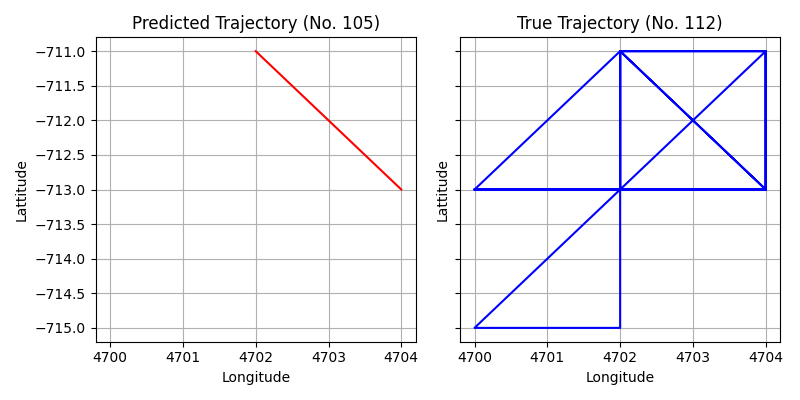 Predicted Trajectory (No. 105)
True Trajectory (No. 112)
−711.0
−711.5
−712.0
−712.5
−713.0
−713.5
−714.0
−714.5
−715.0
Lattitude
Lattitude
4700 4701 4702 4703 4704
4700 4701 4702 4703 4704
Longitude
Longitude